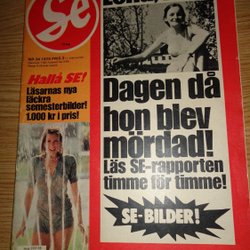 Se
Hallå SE!
Läsarnas nya
fäckra
semesterbilder!
1.000 kr i pris!
Dagen då
hon blev
mördad!
Läs SE-rapporten
timme för timme!
SE-BILDER!